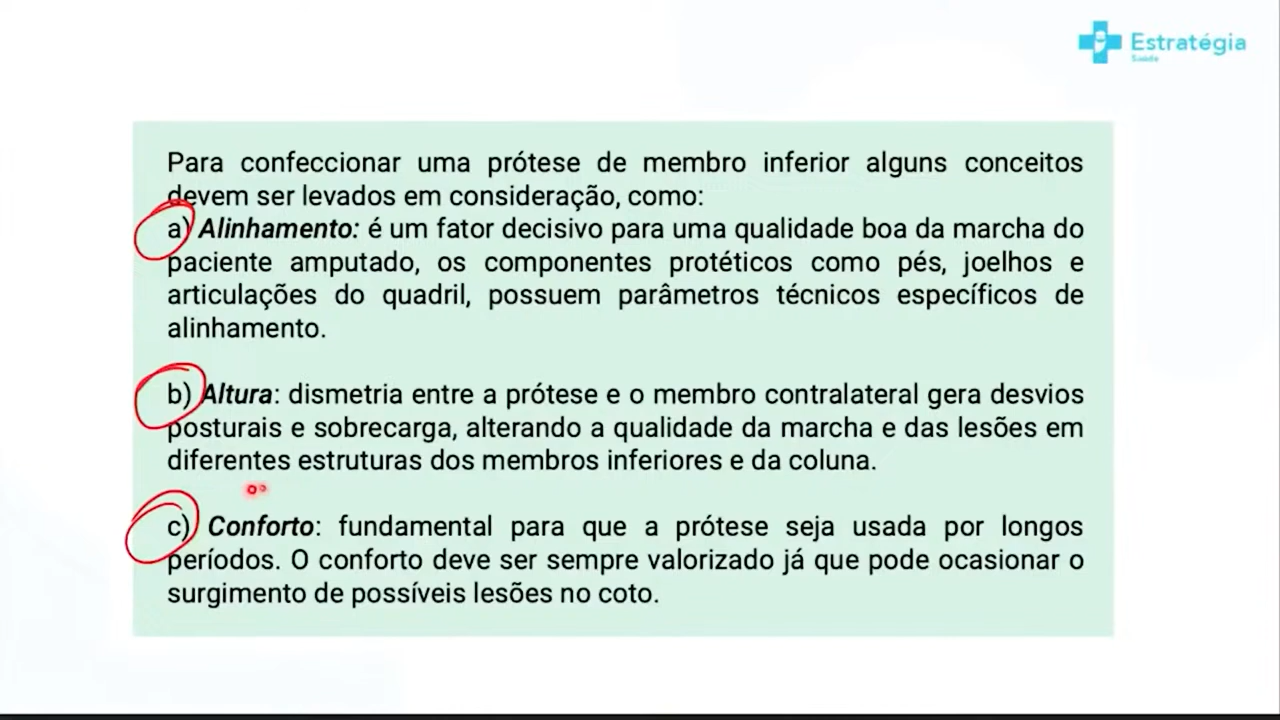 Estratégia
Saúde
Para confeccionar uma prótese de membro inferior alguns conceitos
devem ser levados em consideração, como:
a) Alinhamento: é um fator decisivo para uma qualidade boa da marcha do
paciente amputado, os componentes protéticos como pés, joelhos e
articulações do quadril, possuem parâmetros técnicos específicos de
alinhamento.
b) Altura: dismetria entre a prótese e o membro contralateral gera desvios
posturais e sobrecarga, alterando a qualidade da marcha e das lesões em
diferentes estruturas dos membros inferiores e da coluna.
c) Conforto: fundamental para que a prótese seja usada por longos
períodos. O conforto deve ser sempre valorizado já que pode ocasionar o
surgimento de possíveis lesões no coto.